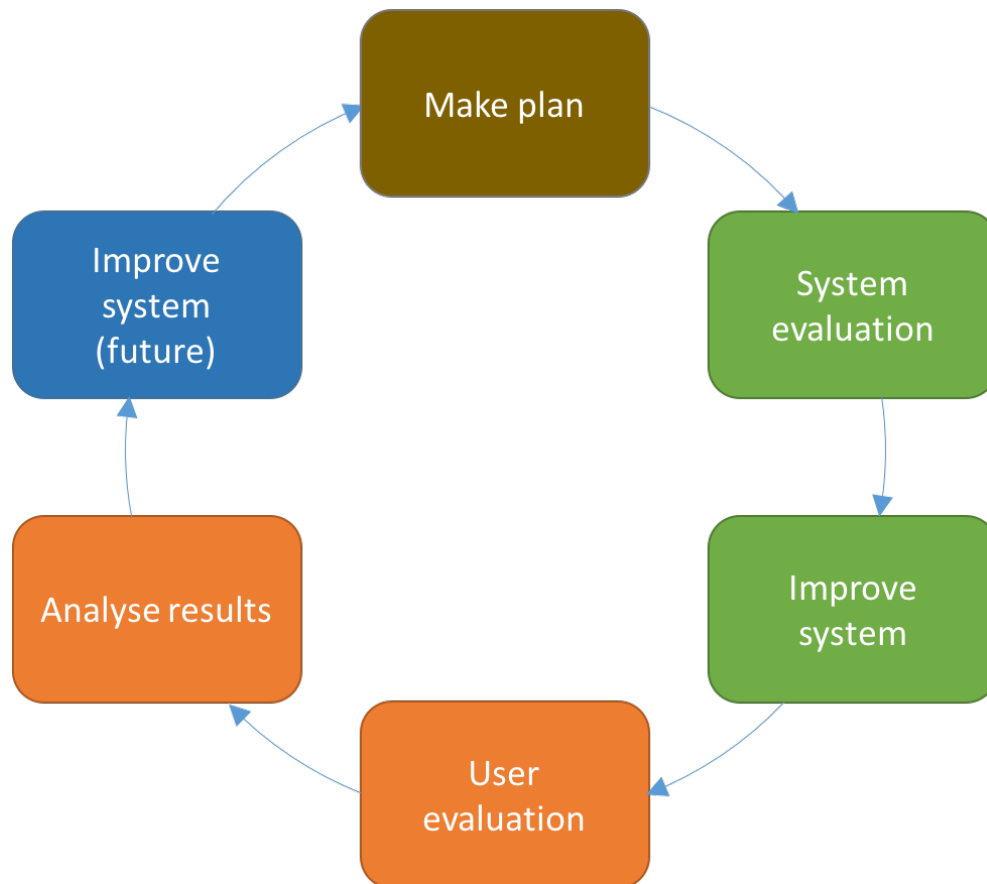 Make plan
System
evaluation
Improve
system
User
evaluation
Analyse results
Improve
system
(future)